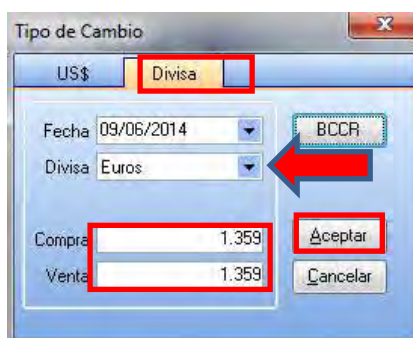 Tipo de Cambio
US$ Divisa
Fecha 09/06/2014 BCCR
Divisa Euros
Compra 1.359 Aceptar
Venta 1.359 Cancelar